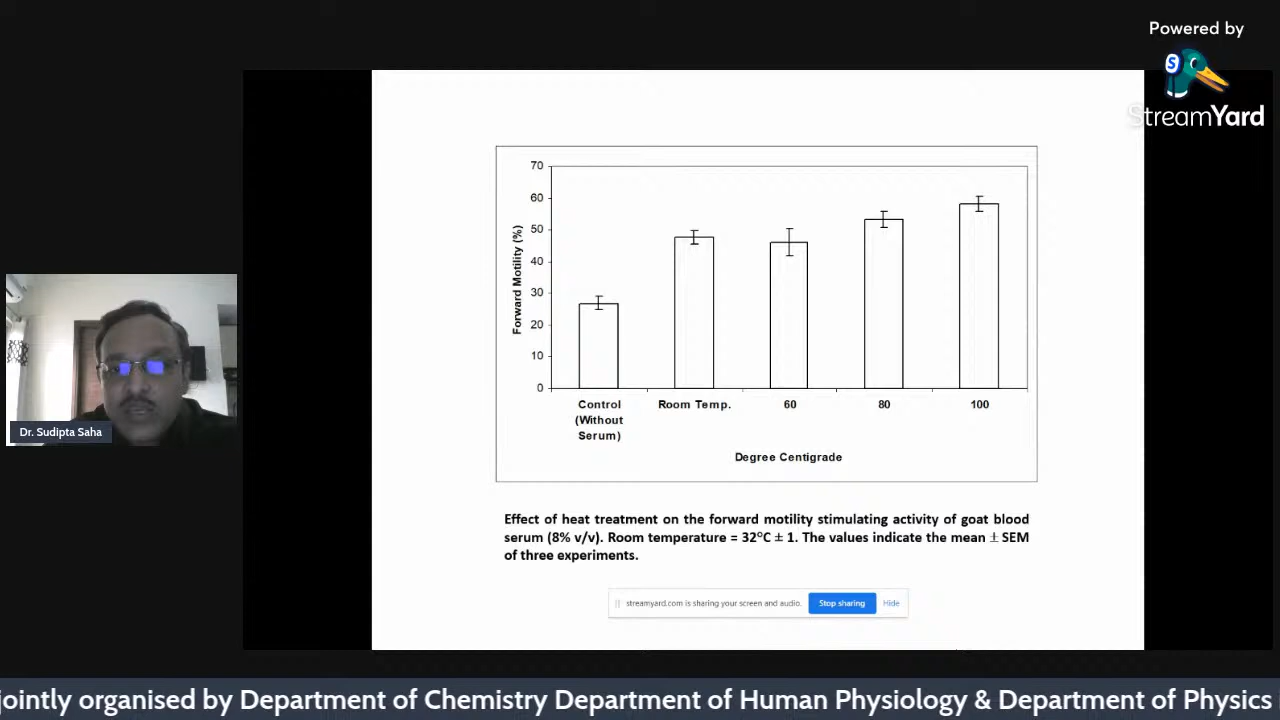 Powered by
StreamYard
70
60
50
40
30
20
10
0
Forward Motility (%)
Control
(Without
Serum)
Room Temp.
60
80
100
Degree Centigrade
Effect of heat treatment on the forward motility stimulating activity of goat blood
serum (8% v/v). Room temperature = 32°C ± 1. The values indicate the mean ± SEM
of three experiments.
streamyard.com is sharing your screen and audio.
Stop sharing
Hide
Dr. Sudipta Saha
jointly organised by Department of Chemistry Department of Human Physiology & Department of Physics